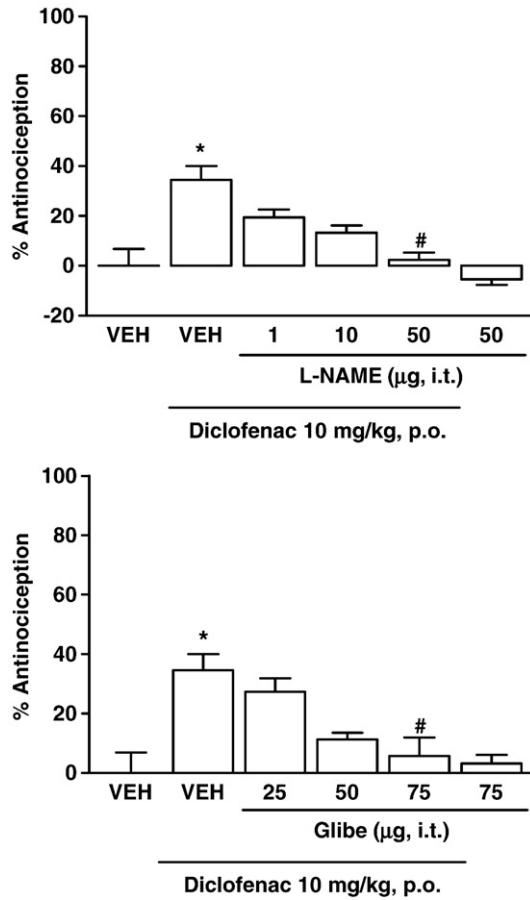 100
80
60
40
20
0
-20
% Antinociception
*
#
VEH VEH 1 10 50 50
L-NAME (μg, i.t.)
Diclofenac 10 mg/kg, p.o.
100
80
60
40
20
0
% Antinociception
*
#
VEH VEH 25 50 75 75
Glibe (μg, i.t.)
Diclofenac 10 mg/kg, p.o.